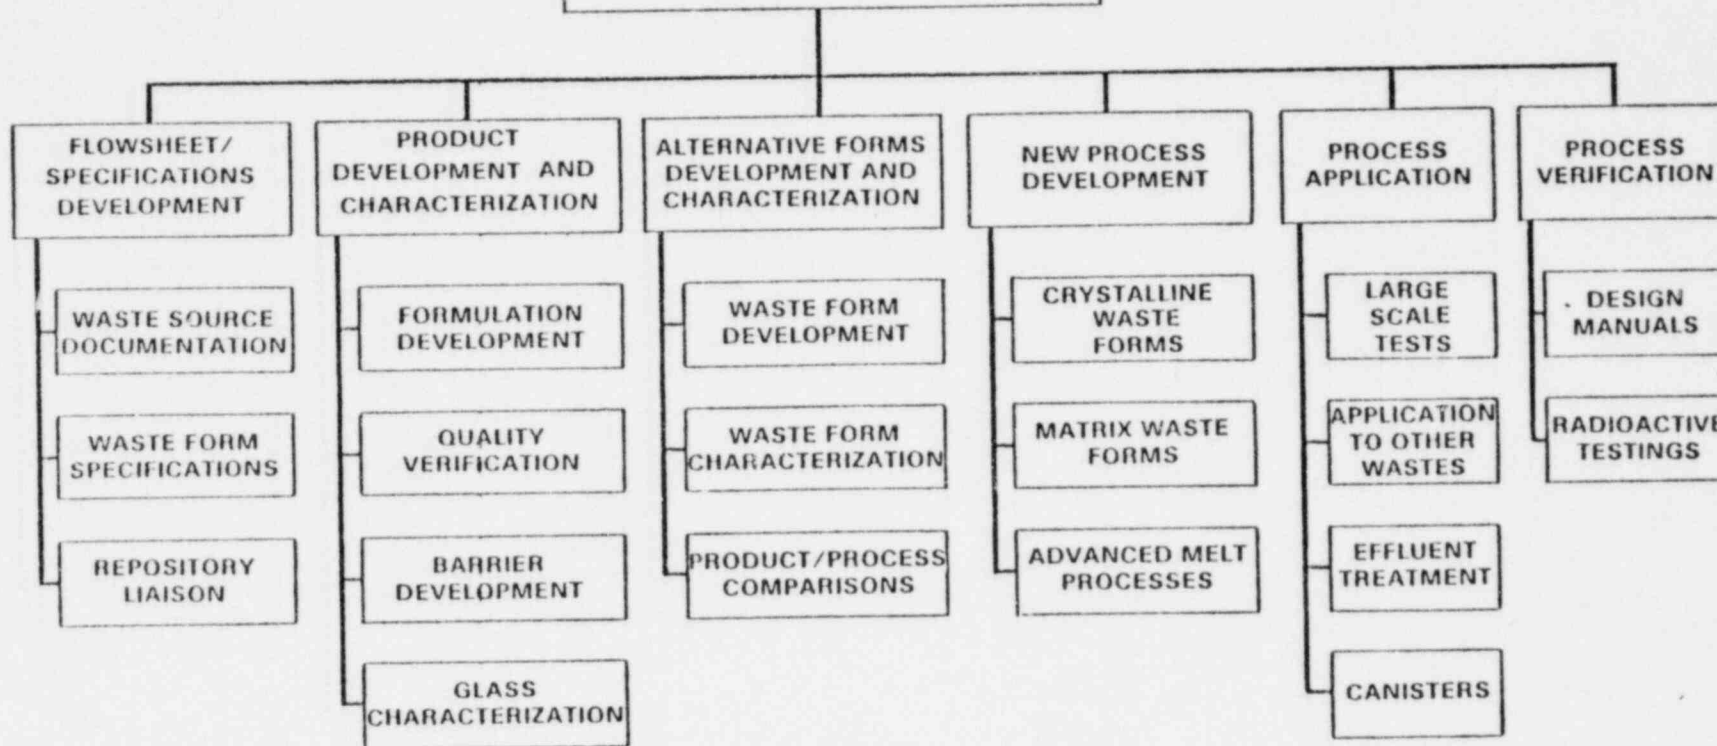 FLOWSHEET/
SPECIFICATIONS
DEVELOPMENT
WASTE SOURCE
DOCUMENTATION
WASTE FORM
SPECIFICATIONS
REPOSITORY
LIAISON
PRODUCT
DEVELOPMENT AND
CHARACTERIZATION
FORMULATION
DEVELOPMENT
QUALITY
VERIFICATION
BARRIER
DEVELOPMENT
GLASS
CHARACTERIZATION
ALTERNATIVE FORMS
DEVELOPMENT AND
CHARACTERIZATION
WASTE FORM
DEVELOPMENT
WASTE FORM
CHARACTERIZATION
PRODUCT/PROCESS
COMPARISONS
NEW PROCESS
DEVELOPMENT
CRYSTALLINE
WASTE
FORMS
MATRIX WASTE
FORMS
ADVANCED MELT
PROCESSES
PROCESS
APPLICATION
LARGE
SCALE
TESTS
APPLICATION
TO OTHER
WASTES
EFFLUENT
TREATMENT
CANISTERS
PROCESS
VERIFICATION
DESIGN
MANUALS
RADIOACTIVE
TESTINGS